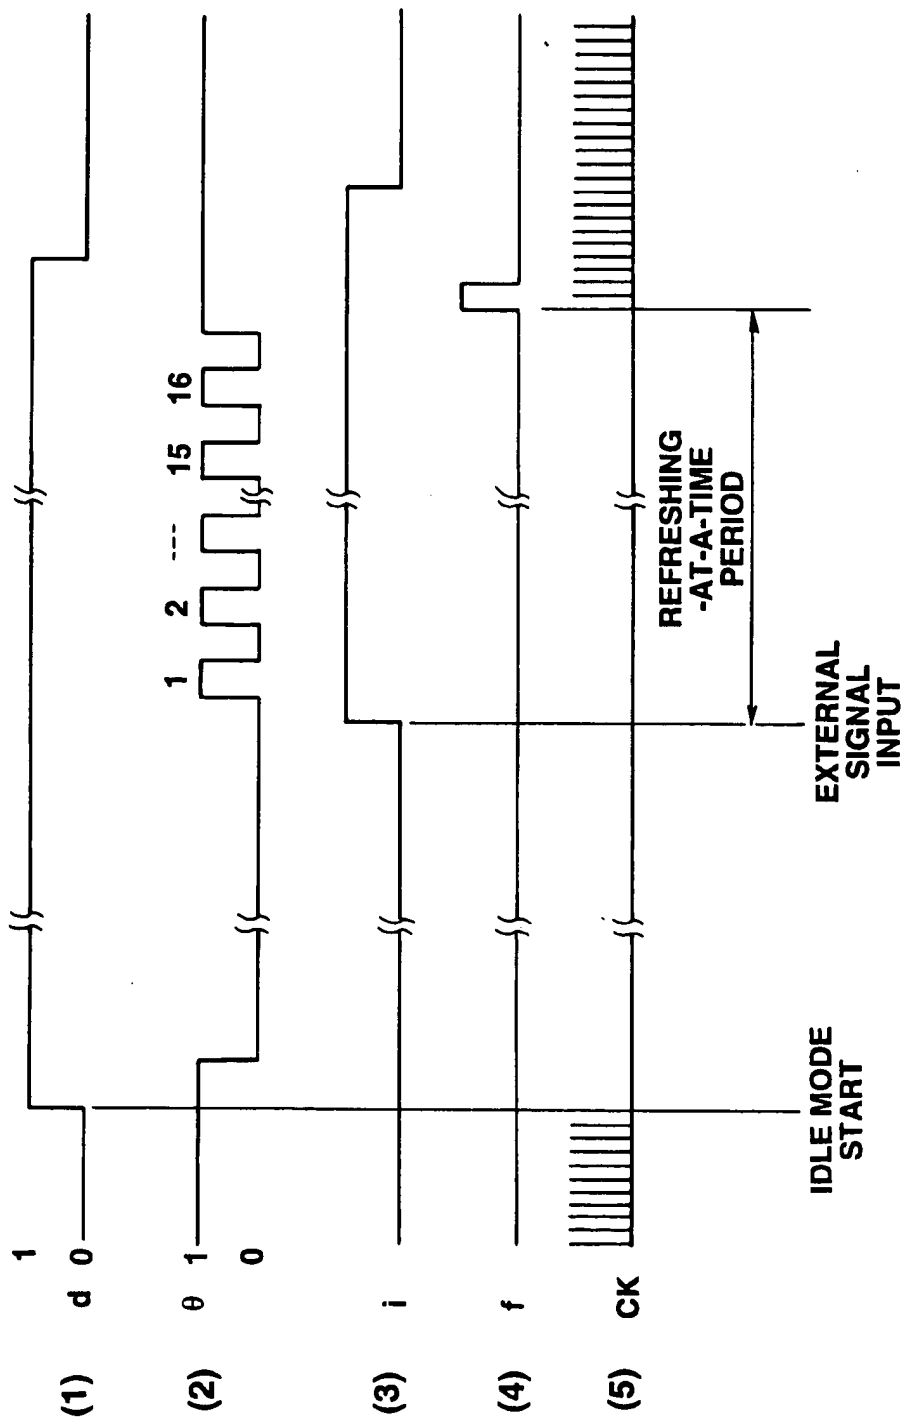 (1) d 1
0
(2) θ 1
0
1 2 --- 15 16
(3) i
(4) f
(5) CK
REFRESHING
-AT-A-TIME
PERIOD
IDLE MODE
START
EXTERNAL
SIGNAL
INPUT